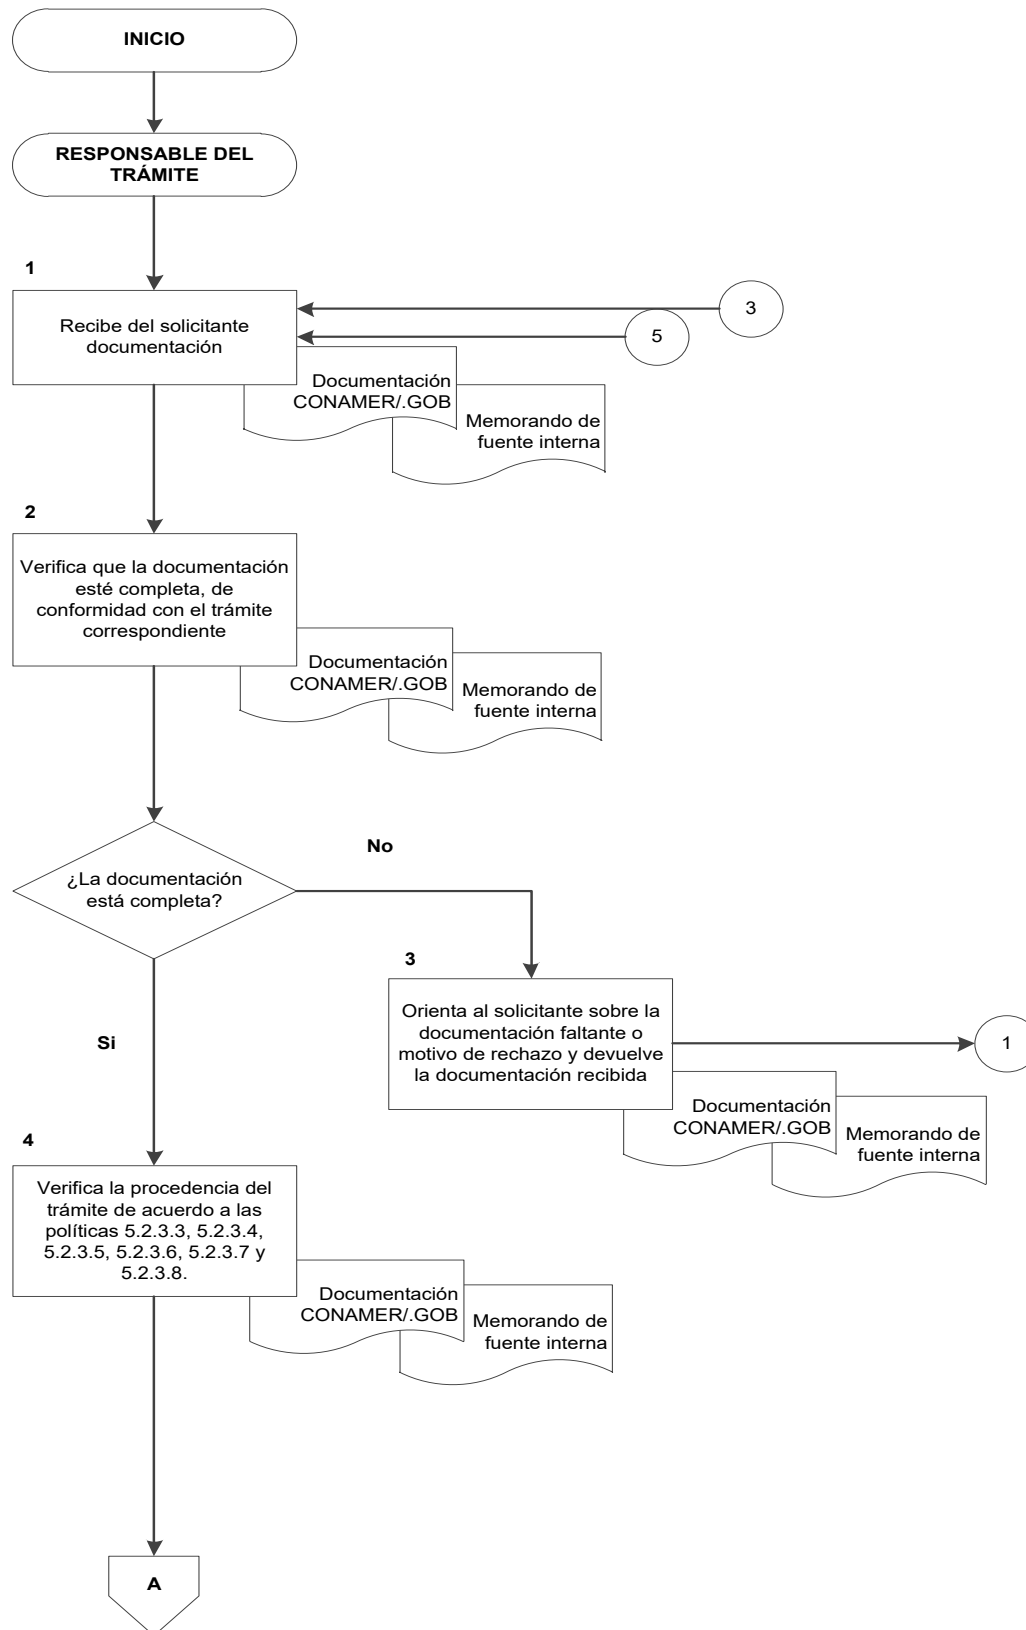 INICIO
RESPONSABLE DEL
TRÁMITE
1
Recibe del solicitante
documentación
3
5
Documentación
CONAMER/.GOB
Memorando de
fuente interna
2
Verifica que la documentación
esté completa, de
conformidad con el trámite
correspondiente
Documentación
CONAMER/.GOB
Memorando de
fuente interna
¿La documentación
está completa?
No
Si
3
Orienta al solicitante sobre la
documentación faltante o
motivo de rechazo y devuelve
la documentación recibida
1
Documentación
CONAMER/.GOB
Memorando de
fuente interna
4
Verifica la procedencia del
trámite de acuerdo a las
políticas 5.2.3.3, 5.2.3.4,
5.2.3.5, 5.2.3.6, 5.2.3.7 y
5.2.3.8.
Documentación
CONAMER/.GOB
Memorando de
fuente interna
A